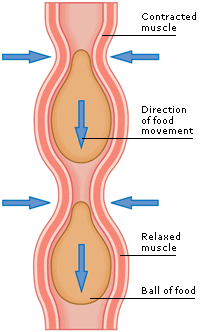 Contracted
muscle
Direction
of food
movement
Relaxed
muscle
Ball of food